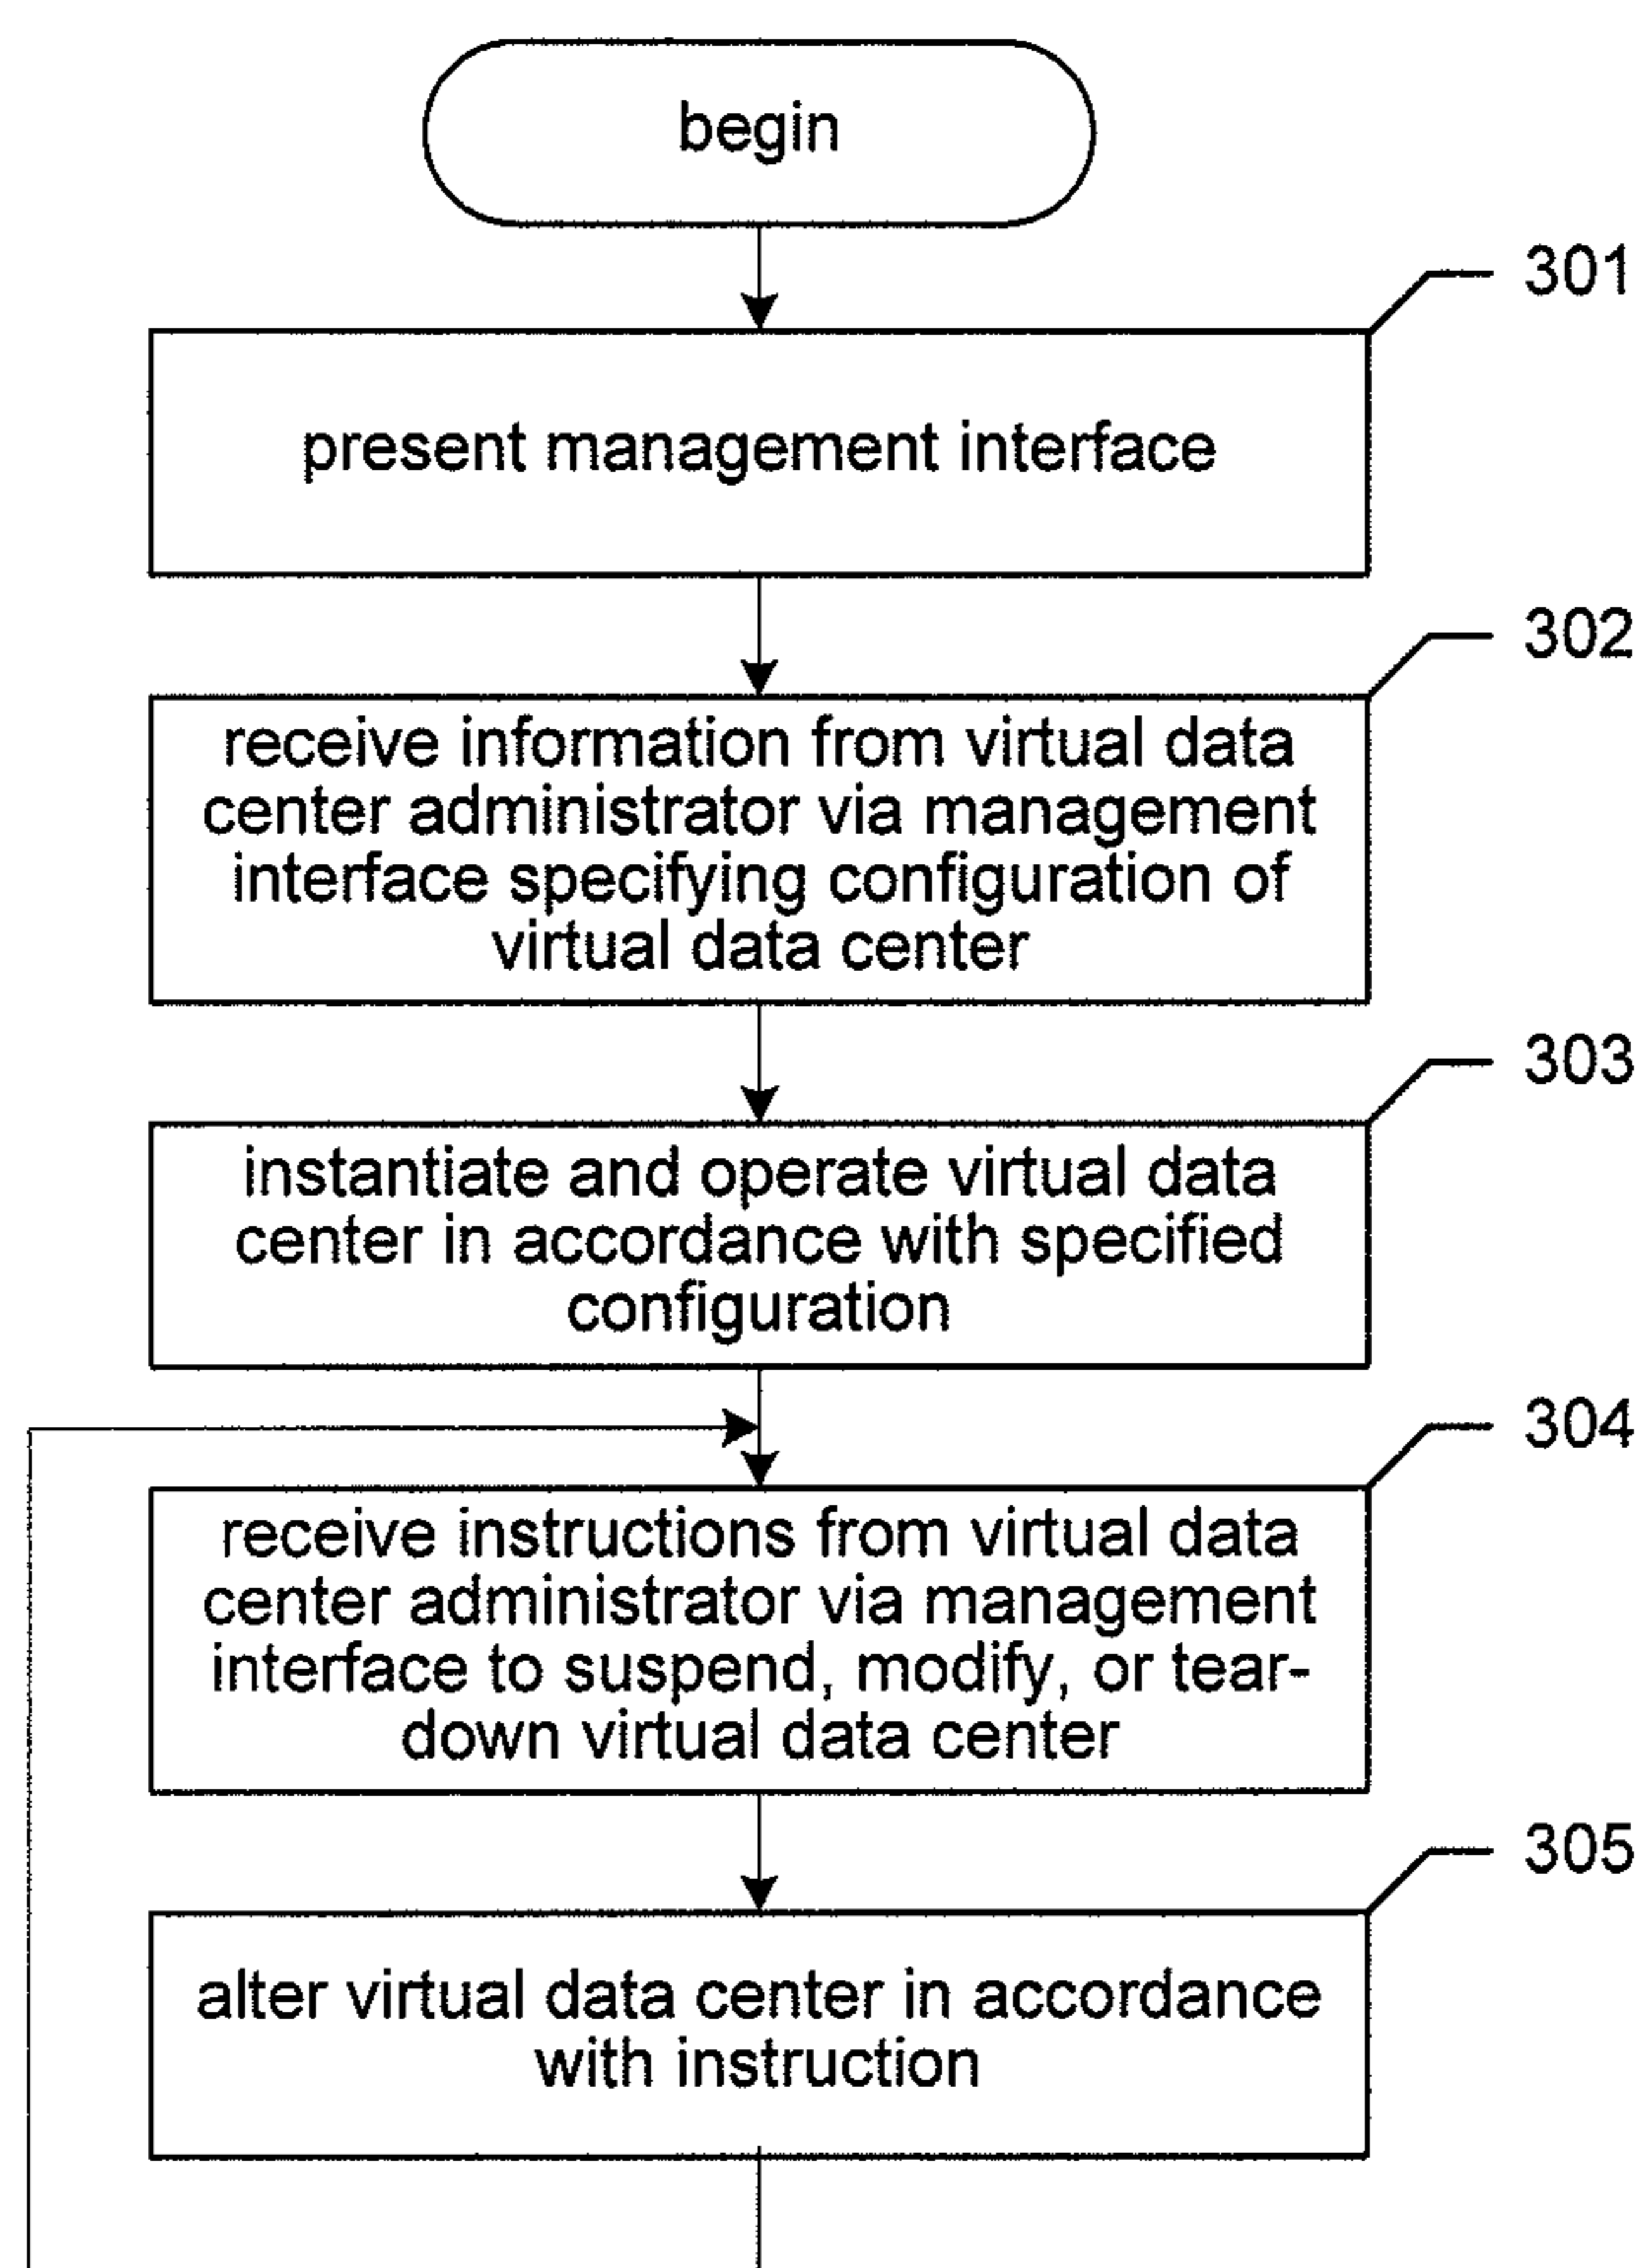 begin
301
present management interface
302
receive information from virtual data
center administrator via management
interface specifying configuration of
virtual data center
303
instantiate and operate virtual data
center in accordance with specified
configuration
304
receive instructions from virtual data
center administrator via management
interface to suspend, modify, or tear-
down virtual data center
305
alter virtual data center in accordance
with instruction